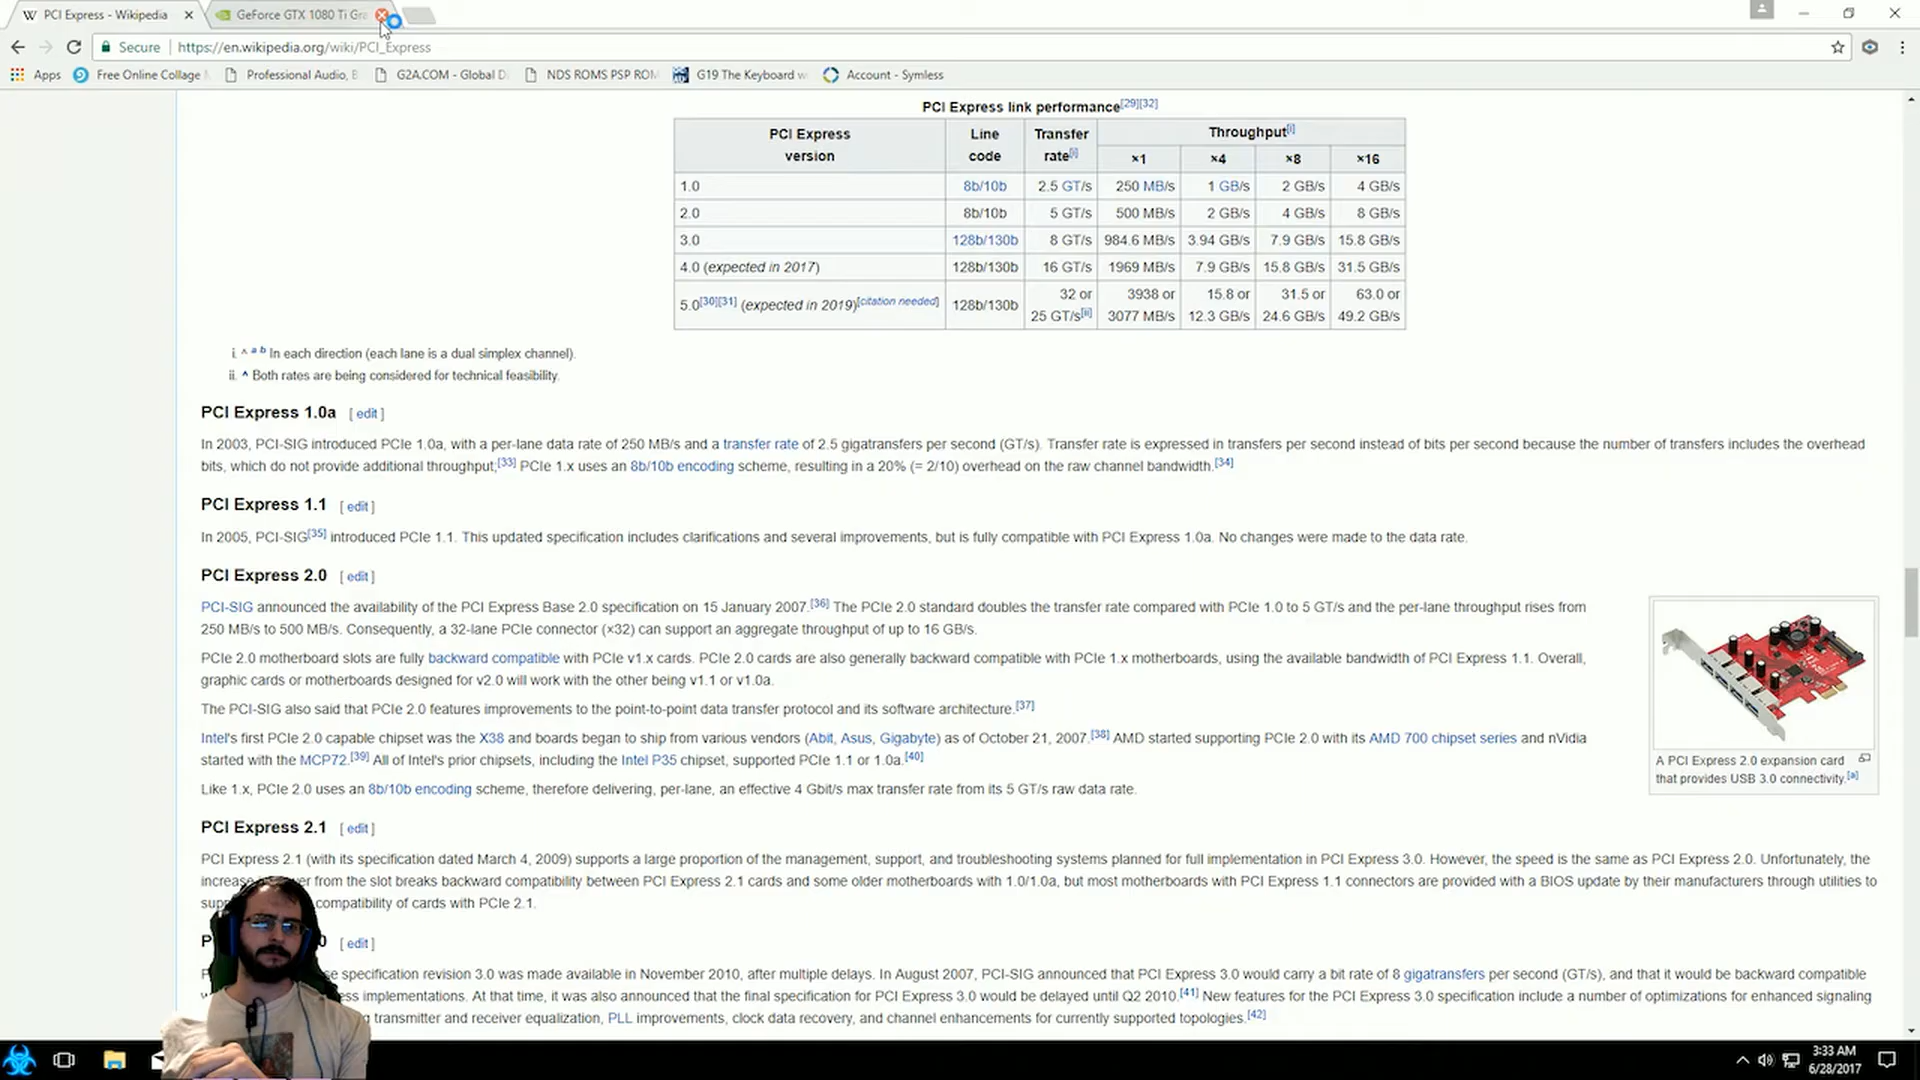 PCI Express - Wikipedia
GeForce GTX 1080 Ti Gra
Secure
https://en.wikipedia.org/wiki/PCI_Express
Apps
Free Online Collage
Professional Audio,
G2A.COM - Global D
NDS ROMS PSP ROM
G19 The Keyboard w
Account - Symless
PCI Express link performance[29][32]
PCI Express version
Line code
Transfer rate[i]
Throughput[i]
×1 ×4 ×8 ×16
1.0 8b/10b 2.5 GT/s 250 MB/s 1 GB/s 2 GB/s 4 GB/s
2.0 8b/10b 5 GT/s 500 MB/s 2 GB/s 4 GB/s 8 GB/s
3.0 128b/130b 8 GT/s 984.6 MB/s 3.94 GB/s 7.9 GB/s 15.8 GB/s
4.0 (expected in 2017) 128b/130b 16 GT/s 1969 MB/s 7.9 GB/s 15.8 GB/s 31.5 GB/s
5.0[30][31] (expected in 2019)[citation needed] 128b/130b 32 or 25 GT/s[ii] 3938 or 3077 MB/s 15.8 or 12.3 GB/s 31.5 or 24.6 GB/s 63.0 or 49.2 GB/s
i. ^ a b In each direction (each lane is a dual simplex channel).
ii. ^ Both rates are being considered for technical feasibility.
PCI Express 1.0a [ edit ]
In 2003, PCI-SIG introduced PCIe 1.0a, with a per-lane data rate of 250 MB/s and a transfer rate of 2.5 gigatransfers per second (GT/s). Transfer rate is expressed in transfers per second instead of bits per second because the number of transfers includes the overhead
bits, which do not provide additional throughput;[33] PCIe 1.x uses an 8b/10b encoding scheme, resulting in a 20% (= 2/10) overhead on the raw channel bandwidth.[34]
PCI Express 1.1 [ edit ]
In 2005, PCI-SIG[35] introduced PCIe 1.1. This updated specification includes clarifications and several improvements, but is fully compatible with PCI Express 1.0a. No changes were made to the data rate.
PCI Express 2.0 [ edit ]
PCI-SIG announced the availability of the PCI Express Base 2.0 specification on 15 January 2007.[36] The PCIe 2.0 standard doubles the transfer rate compared with PCIe 1.0 to 5 GT/s and the per-lane throughput rises from
250 MB/s to 500 MB/s. Consequently, a 32-lane PCIe connector (×32) can support an aggregate throughput of up to 16 GB/s.
PCIe 2.0 motherboard slots are fully backward compatible with PCIe v1.x cards. PCIe 2.0 cards are also generally backward compatible with PCIe 1.x motherboards, using the available bandwidth of PCI Express 1.1. Overall,
graphic cards or motherboards designed for v2.0 will work with the other being v1.1 or v1.0a.
The PCI-SIG also said that PCIe 2.0 features improvements to the point-to-point data transfer protocol and its software architecture.[37]
Intel's first PCIe 2.0 capable chipset was the X38 and boards began to ship from various vendors (Abit, Asus, Gigabyte) as of October 21, 2007.[38] AMD started supporting PCIe 2.0 with its AMD 700 chipset series and nVidia
started with the MCP72.[39] All of Intel's prior chipsets, including the Intel P35 chipset, supported PCIe 1.1 or 1.0a.[40]
Like 1.x, PCIe 2.0 uses an 8b/10b encoding scheme, therefore delivering, per-lane, an effective 4 Gbit/s max transfer rate from its 5 GT/s raw data rate.
A PCI Express 2.0 expansion card
that provides USB 3.0 connectivity.[a]
PCI Express 2.1 [ edit ]
PCI Express 2.1 (with its specification dated March 4, 2009) supports a large proportion of the management, support, and troubleshooting systems planned for full implementation in PCI Express 3.0. However, the speed is the same as PCI Express 2.0. Unfortunately, the
increase from the slot breaks backward compatibility between PCI Express 2.1 cards and some older motherboards with 1.0/1.0a, but most motherboards with PCI Express 1.1 connectors are provided with a BIOS update by their manufacturers through utilities to
compatibility of cards with PCIe 2.1.
[ edit ]
specification revision 3.0 was made available in November 2010, after multiple delays. In August 2007, PCI-SIG announced that PCI Express 3.0 would carry a bit rate of 8 gigatransfers per second (GT/s), and that it would be backward compatible
implementations. At that time, it was also announced that the final specification for PCI Express 3.0 would be delayed until Q2 2010.[41] New features for the PCI Express 3.0 specification include a number of optimizations for enhanced signaling
transmitter and receiver equalization, PLL improvements, clock data recovery, and channel enhancements for currently supported topologies.[42]
3:33 AM
6/28/2017